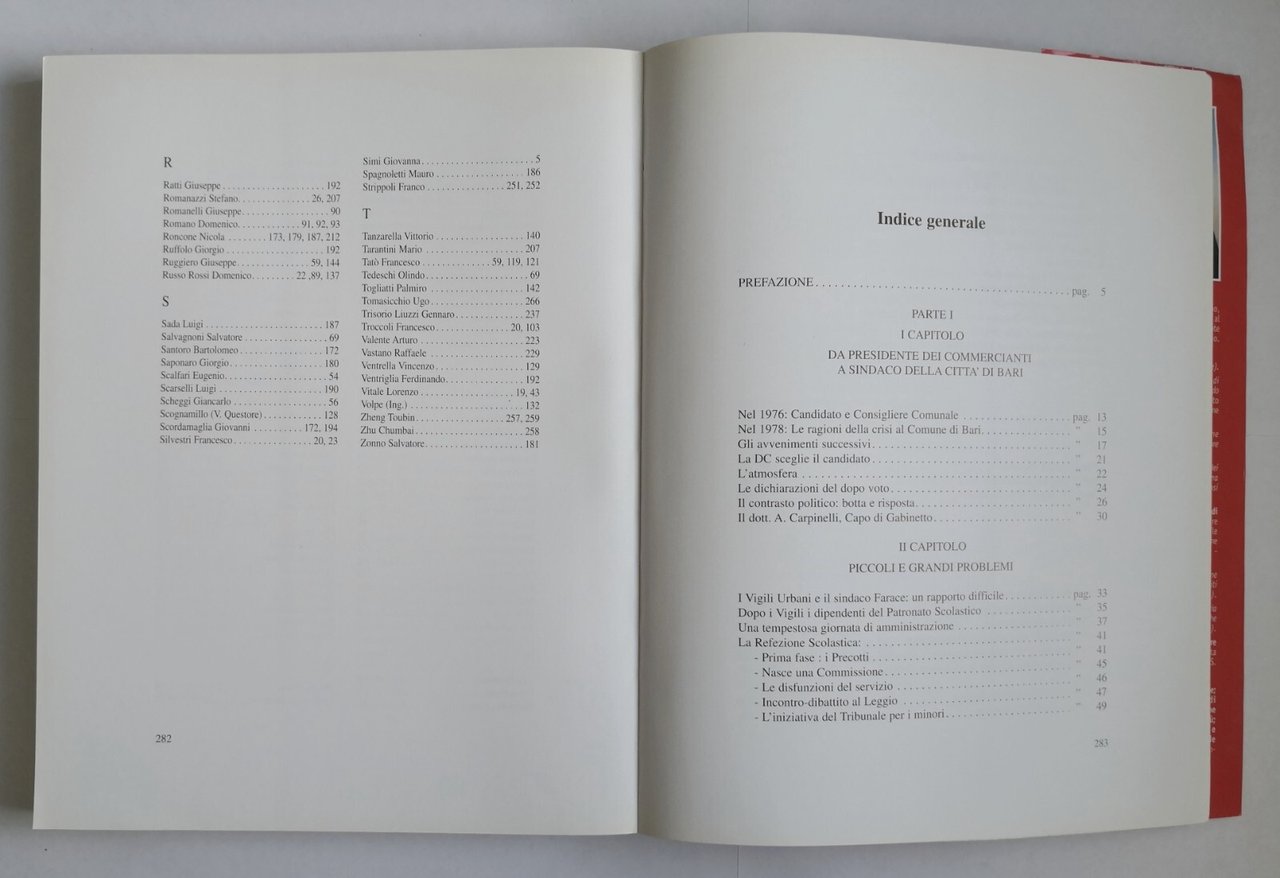 R
Ratti Giuseppe . . . . . . . . . . . . . . . . . . . . . 192
Romanazzi Stefano. . . . . . . . . . . . . . . 26, 207
Romanelli Giuseppe. . . . . . . . . . . . . . . . . . 90
Romano Domenico. . . . . . . . . . . . . 91, 92, 93
Roncone Nicola . . . . . . . . 173, 179, 187, 212
Ruffolo Giorgio . . . . . . . . . . . . . . . . . . . . 192
Ruggiero Giuseppe. . . . . . . . . . . . . . . 59, 144
Russo Rossi Domenico. . . . . . . . . 22 ,89, 137
S
Sada Luigi . . . . . . . . . . . . . . . . . . . . . . . . 187
Salvagnoni Salvatore . . . . . . . . . . . . . . . . . 69
Santoro Bartolomeo . . . . . . . . . . . . . . . . . 172
Saponaro Giorgio. . . . . . . . . . . . . . . . . . . . 180
Scalfari Eugenio. . . . . . . . . . . . . . . . . . . . . 54
Scarselli Luigi . . . . . . . . . . . . . . . . . . . . . . 190
Scheggi Giancarlo . . . . . . . . . . . . . . . . . . . 56
Scognamillo (V. Questore) . . . . . . . . . . . . 128
Scordamaglia Giovanni . . . . . . . . . . 172, 194
Silvestri Francesco. . . . . . . . . . . . . . . . 20, 23
Simi Giovanna. . . . . . . . . . . . . . . . . . . . . . . 5
Spagnoletti Mauro . . . . . . . . . . . . . . . . . . 186
Strippoli Franco . . . . . . . . . . . . . . . . 251, 252
T
Tanzarella Vittorio . . . . . . . . . . . . . . . . . . 140
Tarantini Mario . . . . . . . . . . . . . . . . . . . . 207
Tatò Francesco . . . . . . . . . . . . . . 59, 119, 121
Tedeschi Olindo. . . . . . . . . . . . . . . . . . . . . 69
Togliatti Palmiro . . . . . . . . . . . . . . . . . . . 142
Tomasicchio Ugo. . . . . . . . . . . . . . . . . . . . 266
Trisorio Liuzzi Gennaro. . . . . . . . . . . . . . 237
Troccoli Francesco. . . . . . . . . . . . . . . 20, 103
Valente Arturo . . . . . . . . . . . . . . . . . . . . . 223
Vastano Raffaele . . . . . . . . . . . . . . . . . . . 229
Ventrella Vincenzo. . . . . . . . . . . . . . . . . . 129
Ventriglia Ferdinando. . . . . . . . . . . . . . . . 192
Vitale Lorenzo . . . . . . . . . . . . . . . . . . . 19, 43
Volpe (Ing.) . . . . . . . . . . . . . . . . . . . . . . . 132
Zheng Toubin. . . . . . . . . . . . . . . . . . 257, 259
Zhu Chumbai. . . . . . . . . . . . . . . . . . . . . . . 258
Zonno Salvatore. . . . . . . . . . . . . . . . . . . . 181
282
Indice generale
PREFAZIONE . . . . . . . . . . . . . . . . . . . . . . . . . . . . . . . . . . . . . . . pag. 5
PARTE I
I CAPITOLO
DA PRESIDENTE DEI COMMERCIANTI
A SINDACO DELLA CITTA' DI BARI
Nel 1976: Candidato e Consigliere Comunale . . . . . . . . . . . . . . . . . pag. 13
Nel 1978: Le ragioni della crisi al Comune di Bari. . . . . . . . . . . . . . " 15
Gli avvenimenti successivi. . . . . . . . . . . . . . . . . . . . . . . . . . . . . . " 17
La DC sceglie il candidato . . . . . . . . . . . . . . . . . . . . . . . . . . . . . . " 21
L'atmosfera . . . . . . . . . . . . . . . . . . . . . . . . . . . . . . . . . . . . . . . . " 22
Le dichiarazioni del dopo voto. . . . . . . . . . . . . . . . . . . . . . . . . . . " 24
Il contrasto politico: botta e risposta. . . . . . . . . . . . . . . . . . . . . . . " 26
Il dott. A. Carpinelli, Capo di Gabinetto. . . . . . . . . . . . . . . . . . . . . " 30
II CAPITOLO
PICCOLI E GRANDI PROBLEMI
I Vigili Urbani e il sindaco Farace: un rapporto difficile . . . . . . . . . . . pag. 33
Dopo i Vigili i dipendenti del Patronato Scolastico . . . . . . . . . . . . . " 35
Una tempestosa giornata di amministrazione . . . . . . . . . . . . . . . . . " 37
La Refezione Scolastica: . . . . . . . . . . . . . . . . . . . . . . . . . . . . . . . " 41
- Prima fase : i Precotti . . . . . . . . . . . . . . . . . . . . . . . . . . . . . . . " 41
- Nasce una Commissione. . . . . . . . . . . . . . . . . . . . . . . . . . . . . . " 45
- Le disfunzioni del servizio . . . . . . . . . . . . . . . . . . . . . . . . . . . . " 46
- Incontro-dibattito al Leggio . . . . . . . . . . . . . . . . . . . . . . . . . . . " 47
- L'iniziativa del Tribunale per i minori. . . . . . . . . . . . . . . . . . . . . " 49
283